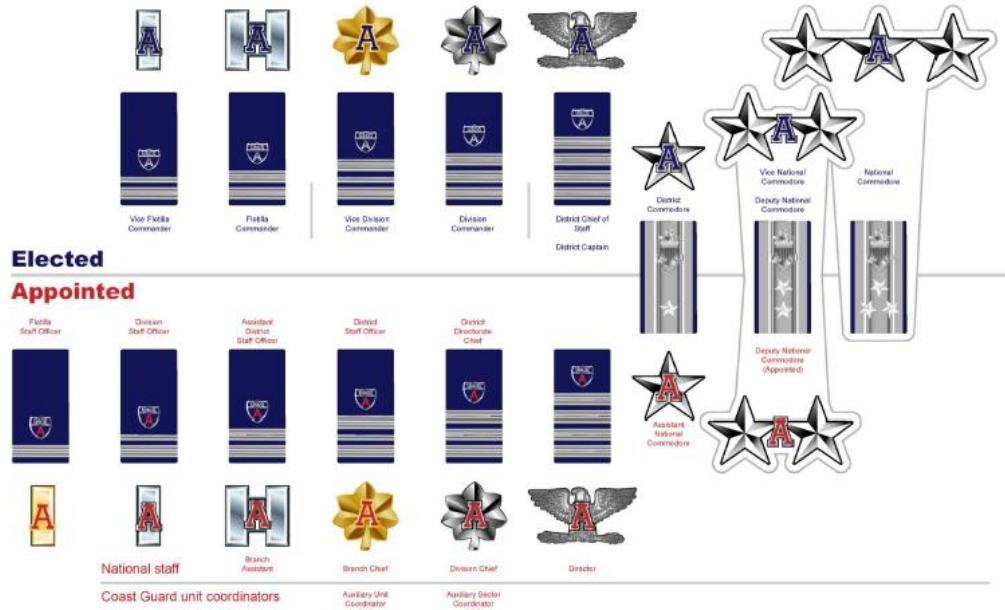 A
A
A
A
A
A
A
A
A
A
A
A
A
A
Vice Flotilla
Commander
Flotilla
Commander
Vice Division
Commander
Division
Commander
District Chief of
Staff
District Captain
District
Commodore
Vice National
Commodore
Deputy National
Commodore
National
Commodore
Elected
Appointed
Flotilla
Staff Officer
Division
Staff Officer
Assistant
District
Staff Officer
District
Staff Officer
District
Directorate
Chief
Deputy National
Commodore
(Appointed)
A
A
A
A
A
A
A
Assistant
National
Commodore
A
A
A
A
A
A
A
National staff
Branch
Assistant
Branch Chief
Division Chief
Director
Coast Guard unit coordinators
Auxiliary Unit
Coordinator
Auxiliary Sector
Coordinator